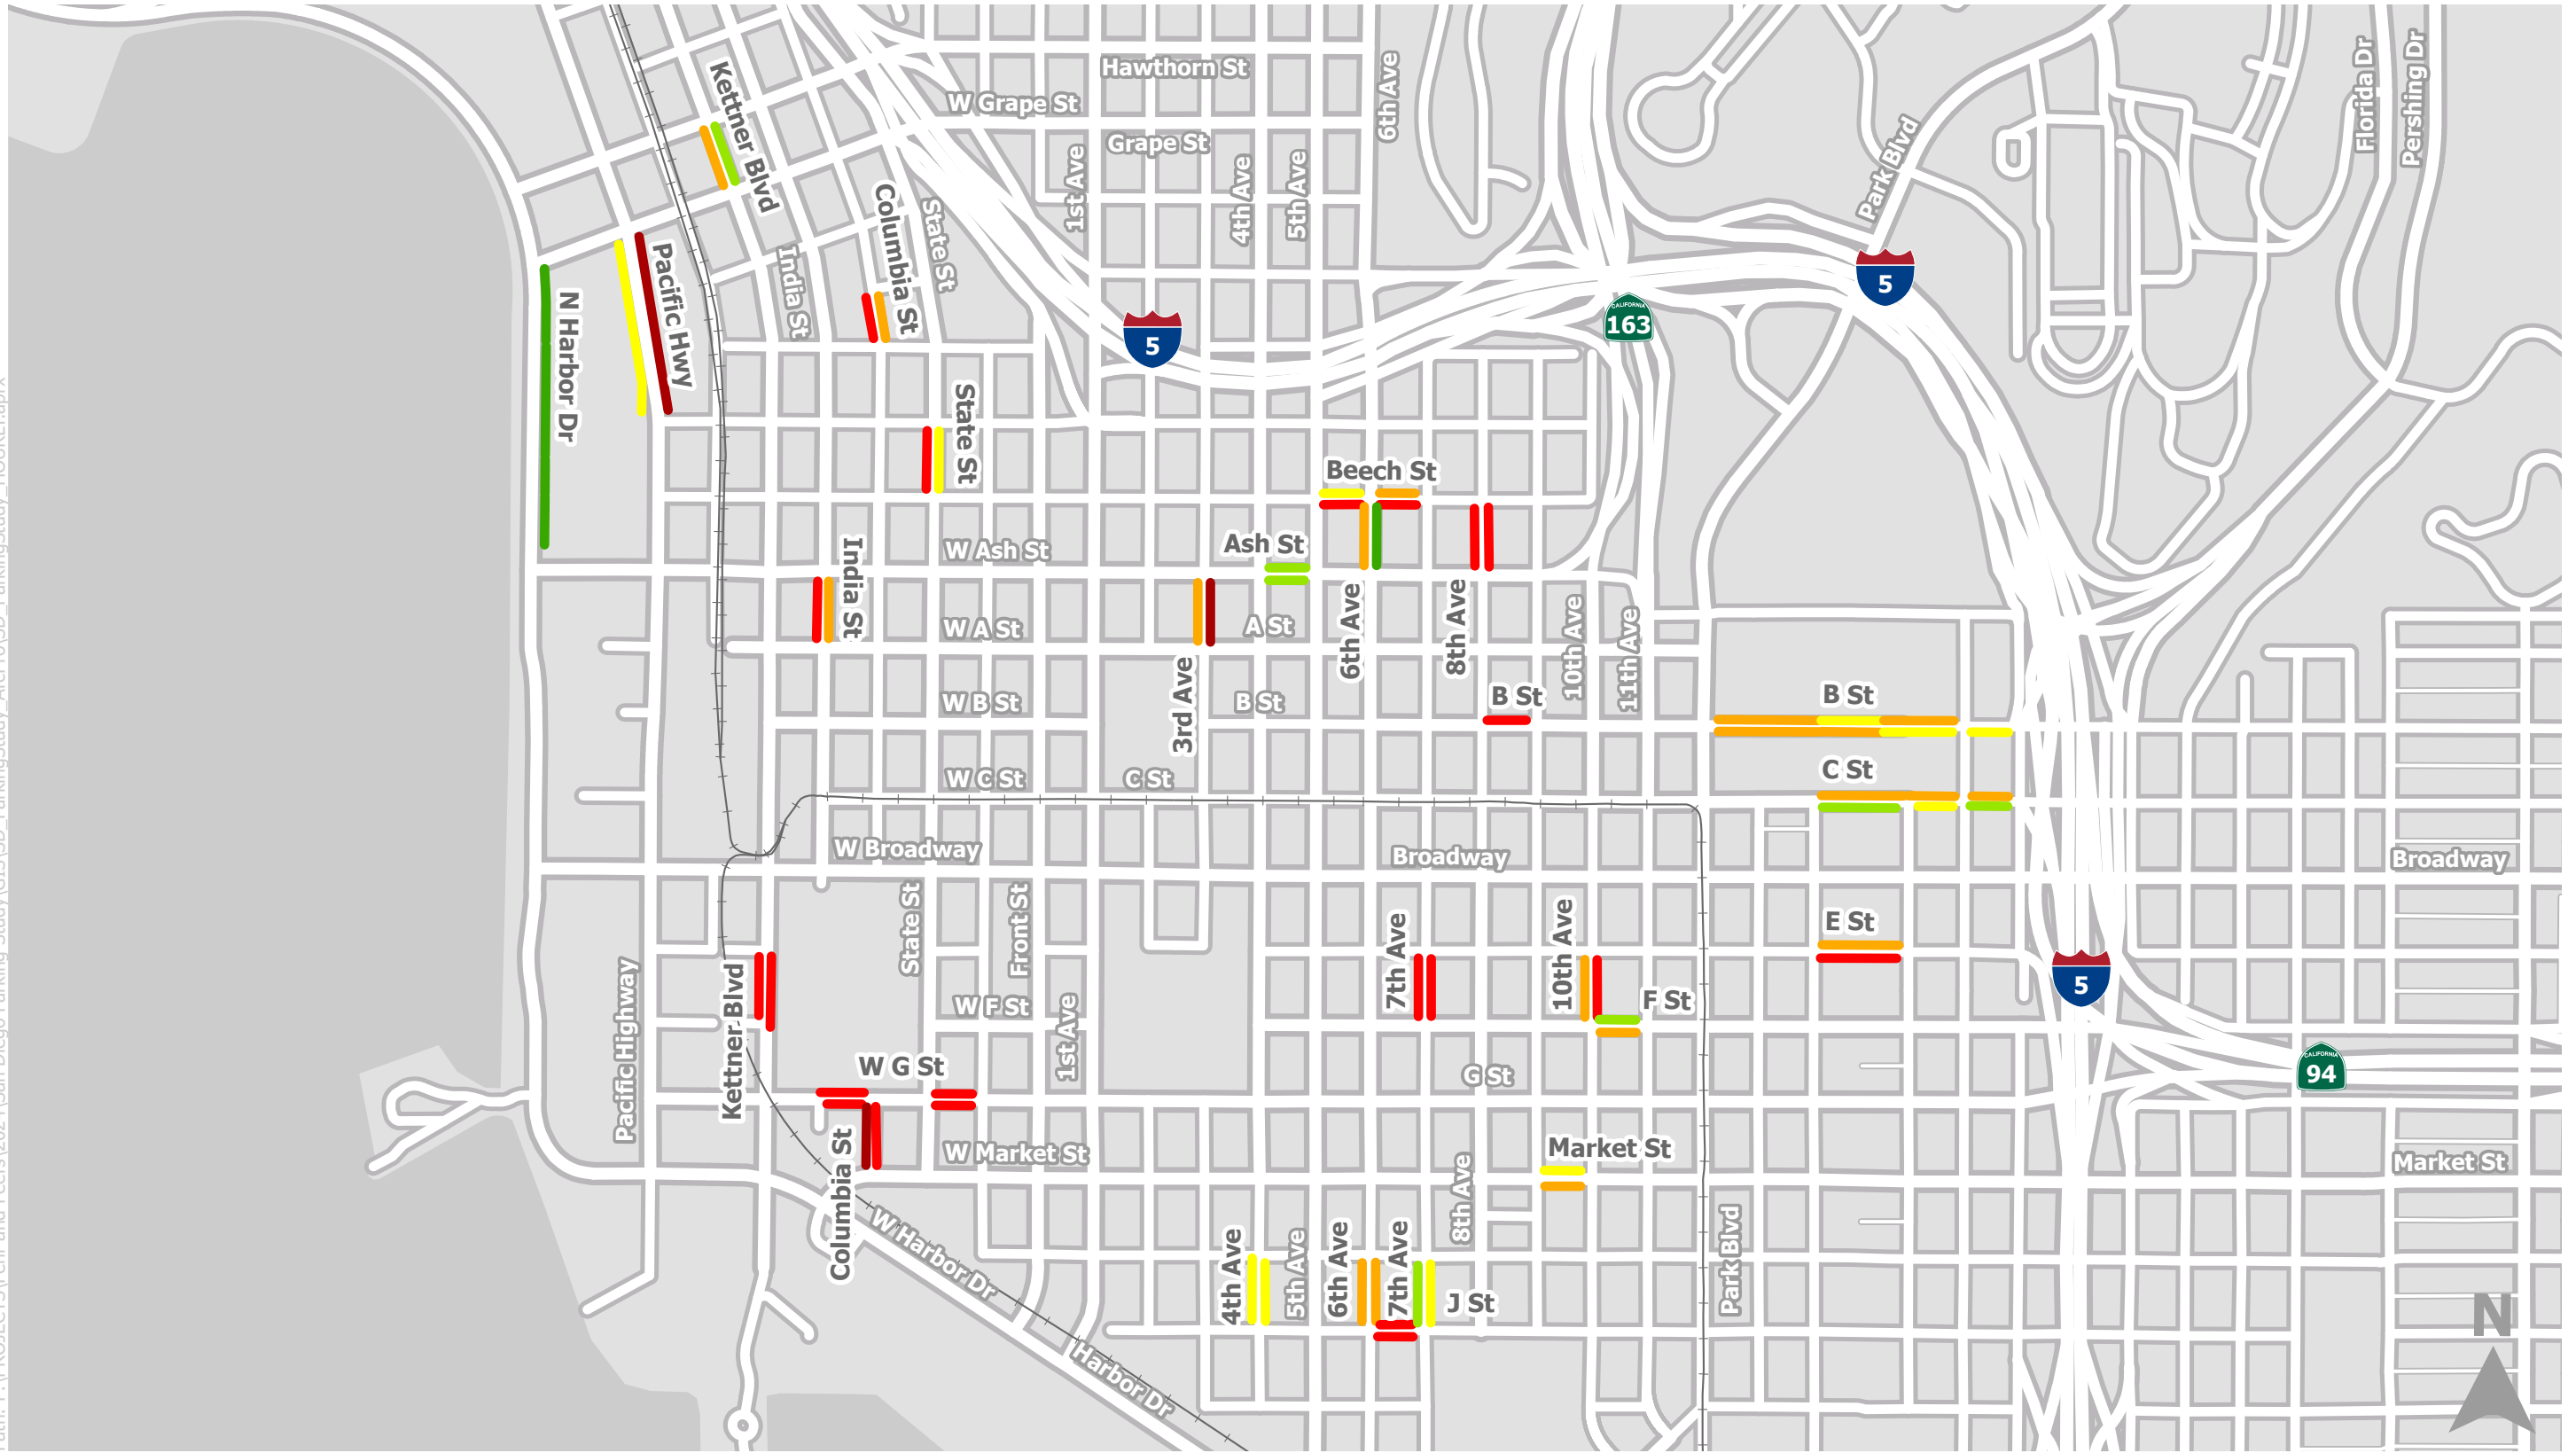 Hawthorn St
W Grape St
Grape St
Kettner Blvd
6th Ave
Florida Dr
Pershing Dr
Park Blvd
1st Ave
4th Ave
5th Ave
Columbia St
State St
India St
Pacific Hwy
N Harbor Dr
5
CALIFORNIA
163
5
State St
Beech St
Ash St
W Ash St
India St
W A St
A St
6th Ave
8th Ave
10th Ave
11th Ave
3rd Ave
W B St
B St
B St
B St
W C St
C St
C St
W Broadway
Broadway
Broadway
State St
Front St
7th Ave
10th Ave
E St
5
Pacific Highway
Kettner Blvd
W F St
F St
1st Ave
W G St
G St
CALIFORNIA
94
Columbia St
W Market St
Market St
Market St
8th Ave
W Harbor Dr
4th Ave
5th Ave
6th Ave
7th Ave
J St
Park Blvd
Harbor Dr
N